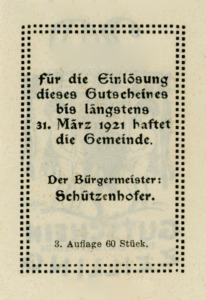 für die Einlösung
dieses Gutscheines
bis längstens
31. März 1921 haftet
die Gemeinde.
Der Bürgermeister:
Schützenhofer.
3. Auflage 60 Stück.